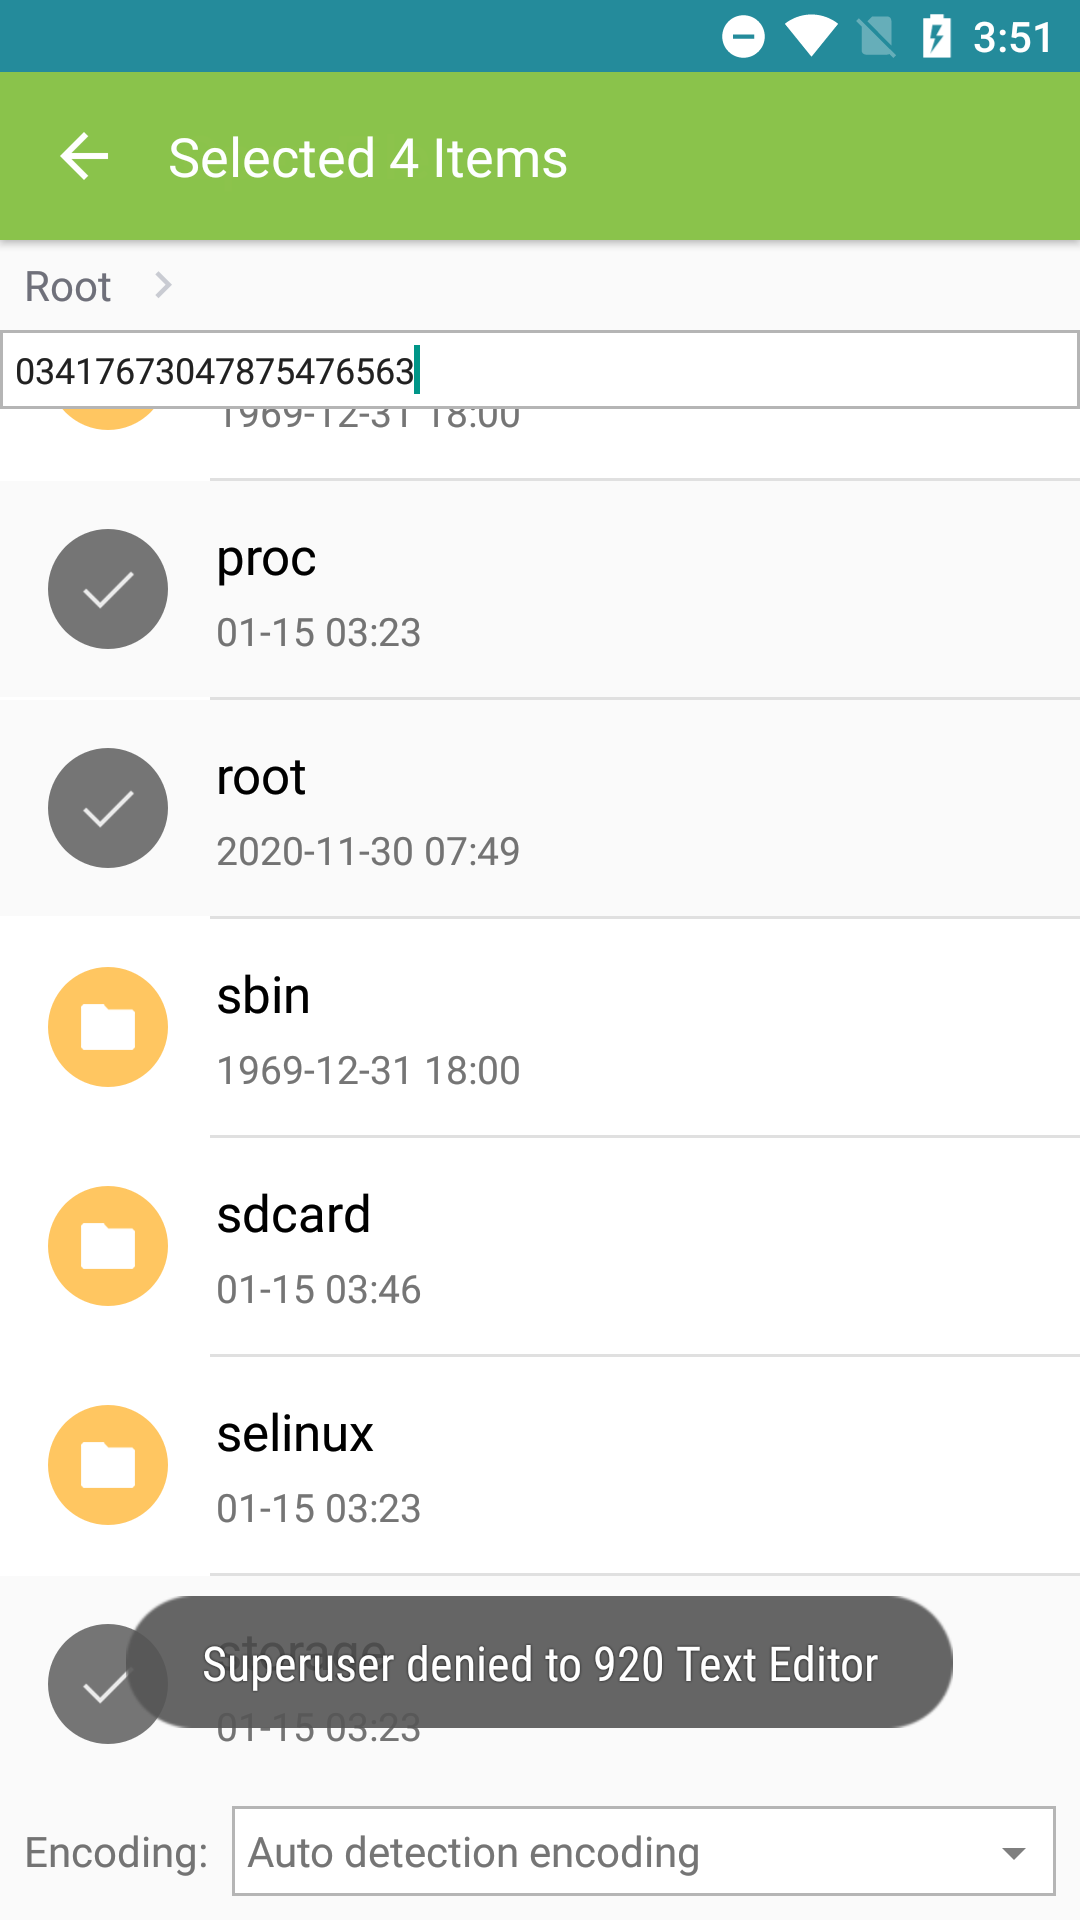 3:51
Selected 4 Items
Root
03417673047875476563
1969-12-31 18:00
proc
01-15 03:23
root
2020-11-30 07:49
sbin
1969-12-31 18:00
sdcard
01-15 03:46
selinux
01-15 03:23
storage
Superuser denied to 920 Text Editor
01-15 03:23
Encoding: Auto detection encoding